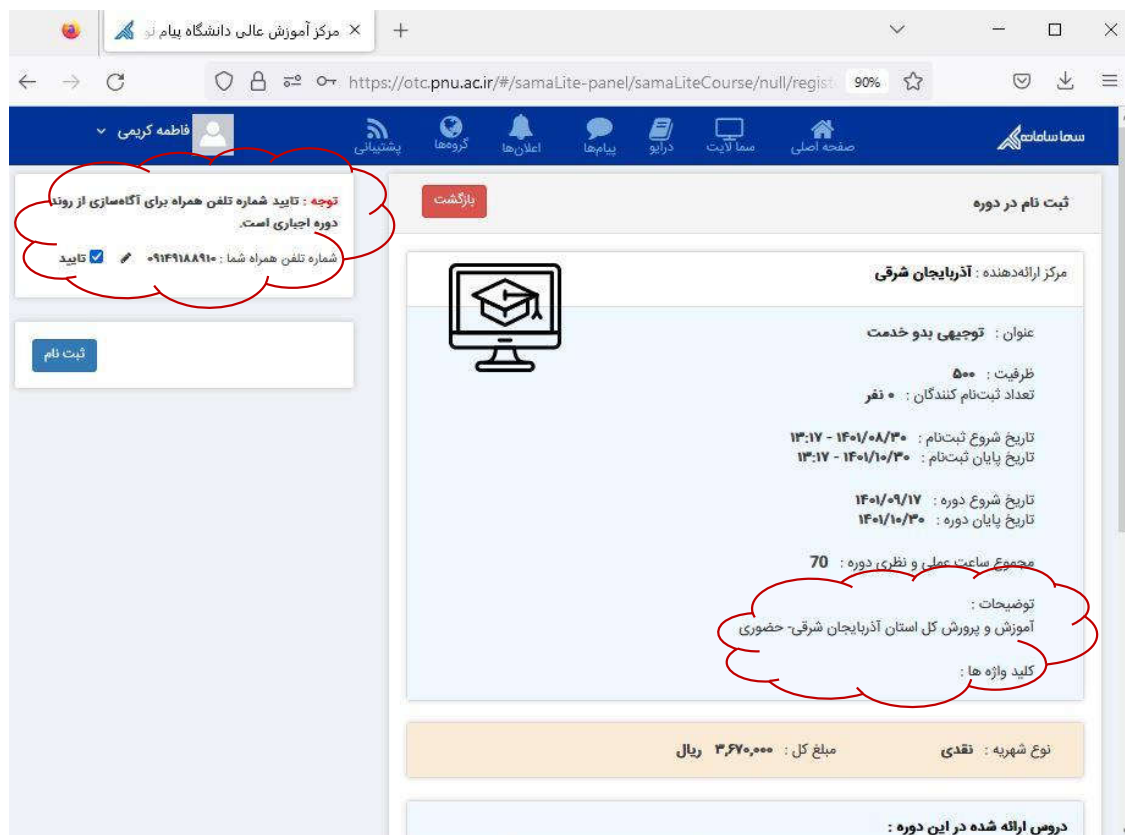 مرکز آموزش عالی دانشگاه پیام نو
https://otc.pnu.ac.ir/#/samaLite-panel/samaLiteCourse/null/regist
90%
سما سامانه
صفحه اصلی
سما لایت
درایو
پیام‌ها
اعلان‌ها
گروه‌ها
پشتیبانی
فاطمه کریمی
ثبت نام در دوره
بازگشت
مرکز ارائه‌دهنده : آذربایجان شرقی
عنوان : توجیهی بدو خدمت
ظرفیت : ۵۰۰
تعداد ثبت‌نام کنندگان : ۰ نفر
تاریخ شروع ثبت‌نام : ۱۴۰۱/۰۸/۳۰ - ۱۳:۱۷
تاریخ پایان ثبت‌نام : ۱۴۰۱/۱۰/۳۰ - ۱۳:۱۷
تاریخ شروع دوره : ۱۴۰۱/۰۹/۱۷
تاریخ پایان دوره : ۱۴۰۱/۱۰/۳۰
مجموع ساعت عملی و نظری دوره : 70
توضیحات :
آموزش و پرورش کل استان آذربایجان شرقی- حضوری
کلید واژه ها :
نوع شهریه : نقدی
مبلغ کل : ۳,۶۷۰,۰۰۰ ریال
دروس ارائه شده در این دوره :
توجه : تایید شماره تلفن همراه برای آگاه‌سازی از روند
دوره اجباری است.
شماره تلفن همراه شما : ۰۹۱۴۹۱۸۸۹۱۰
تایید
ثبت نام